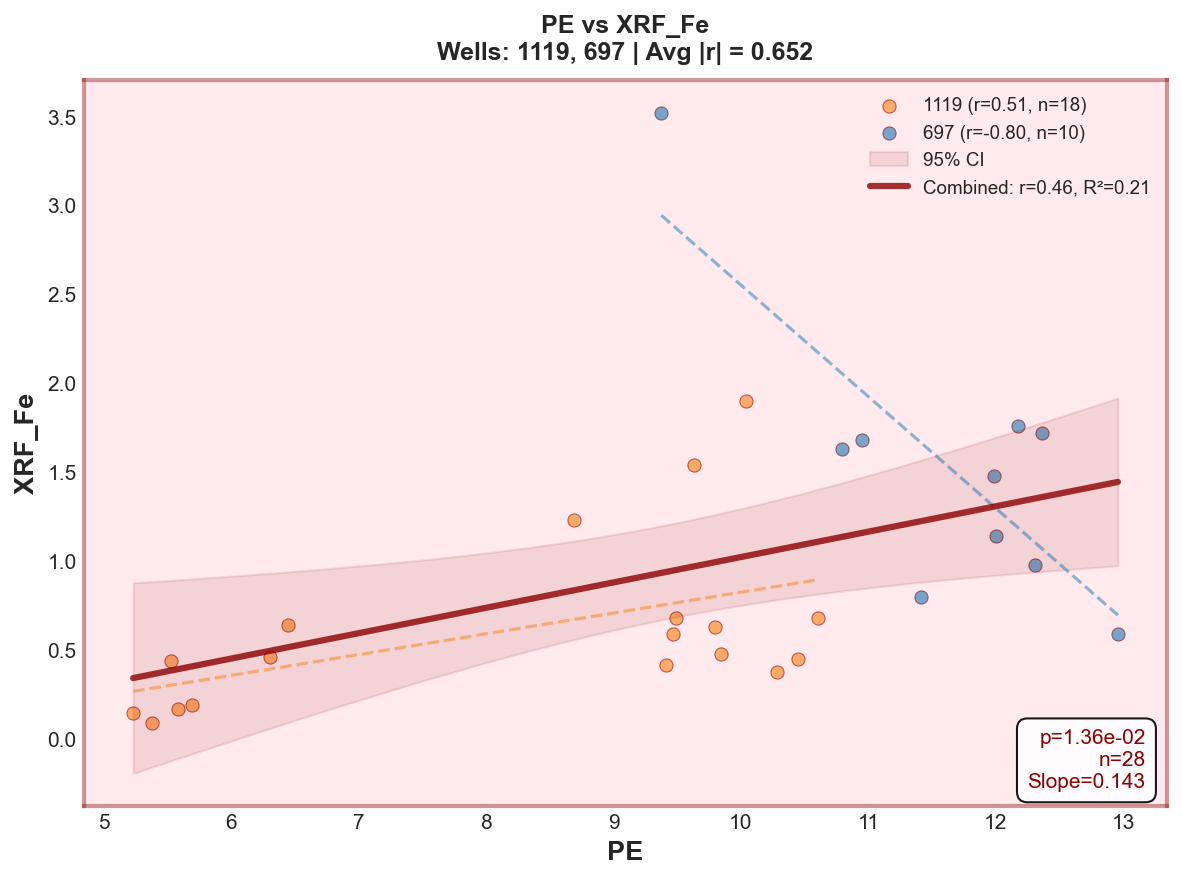 PE vs XRF_Fe
Wells: 1119, 697 | Avg |r| = 0.652
1119 (r=0.51, n=18)
697 (r=-0.80, n=10)
95% CI
Combined: r=0.46, R²=0.21
XRF_Fe
3.5
3.0
2.5
2.0
1.5
1.0
0.5
0.0
p=1.36e-02
n=28
Slope=0.143
5 6 7 8 9 10 11 12 13
PE